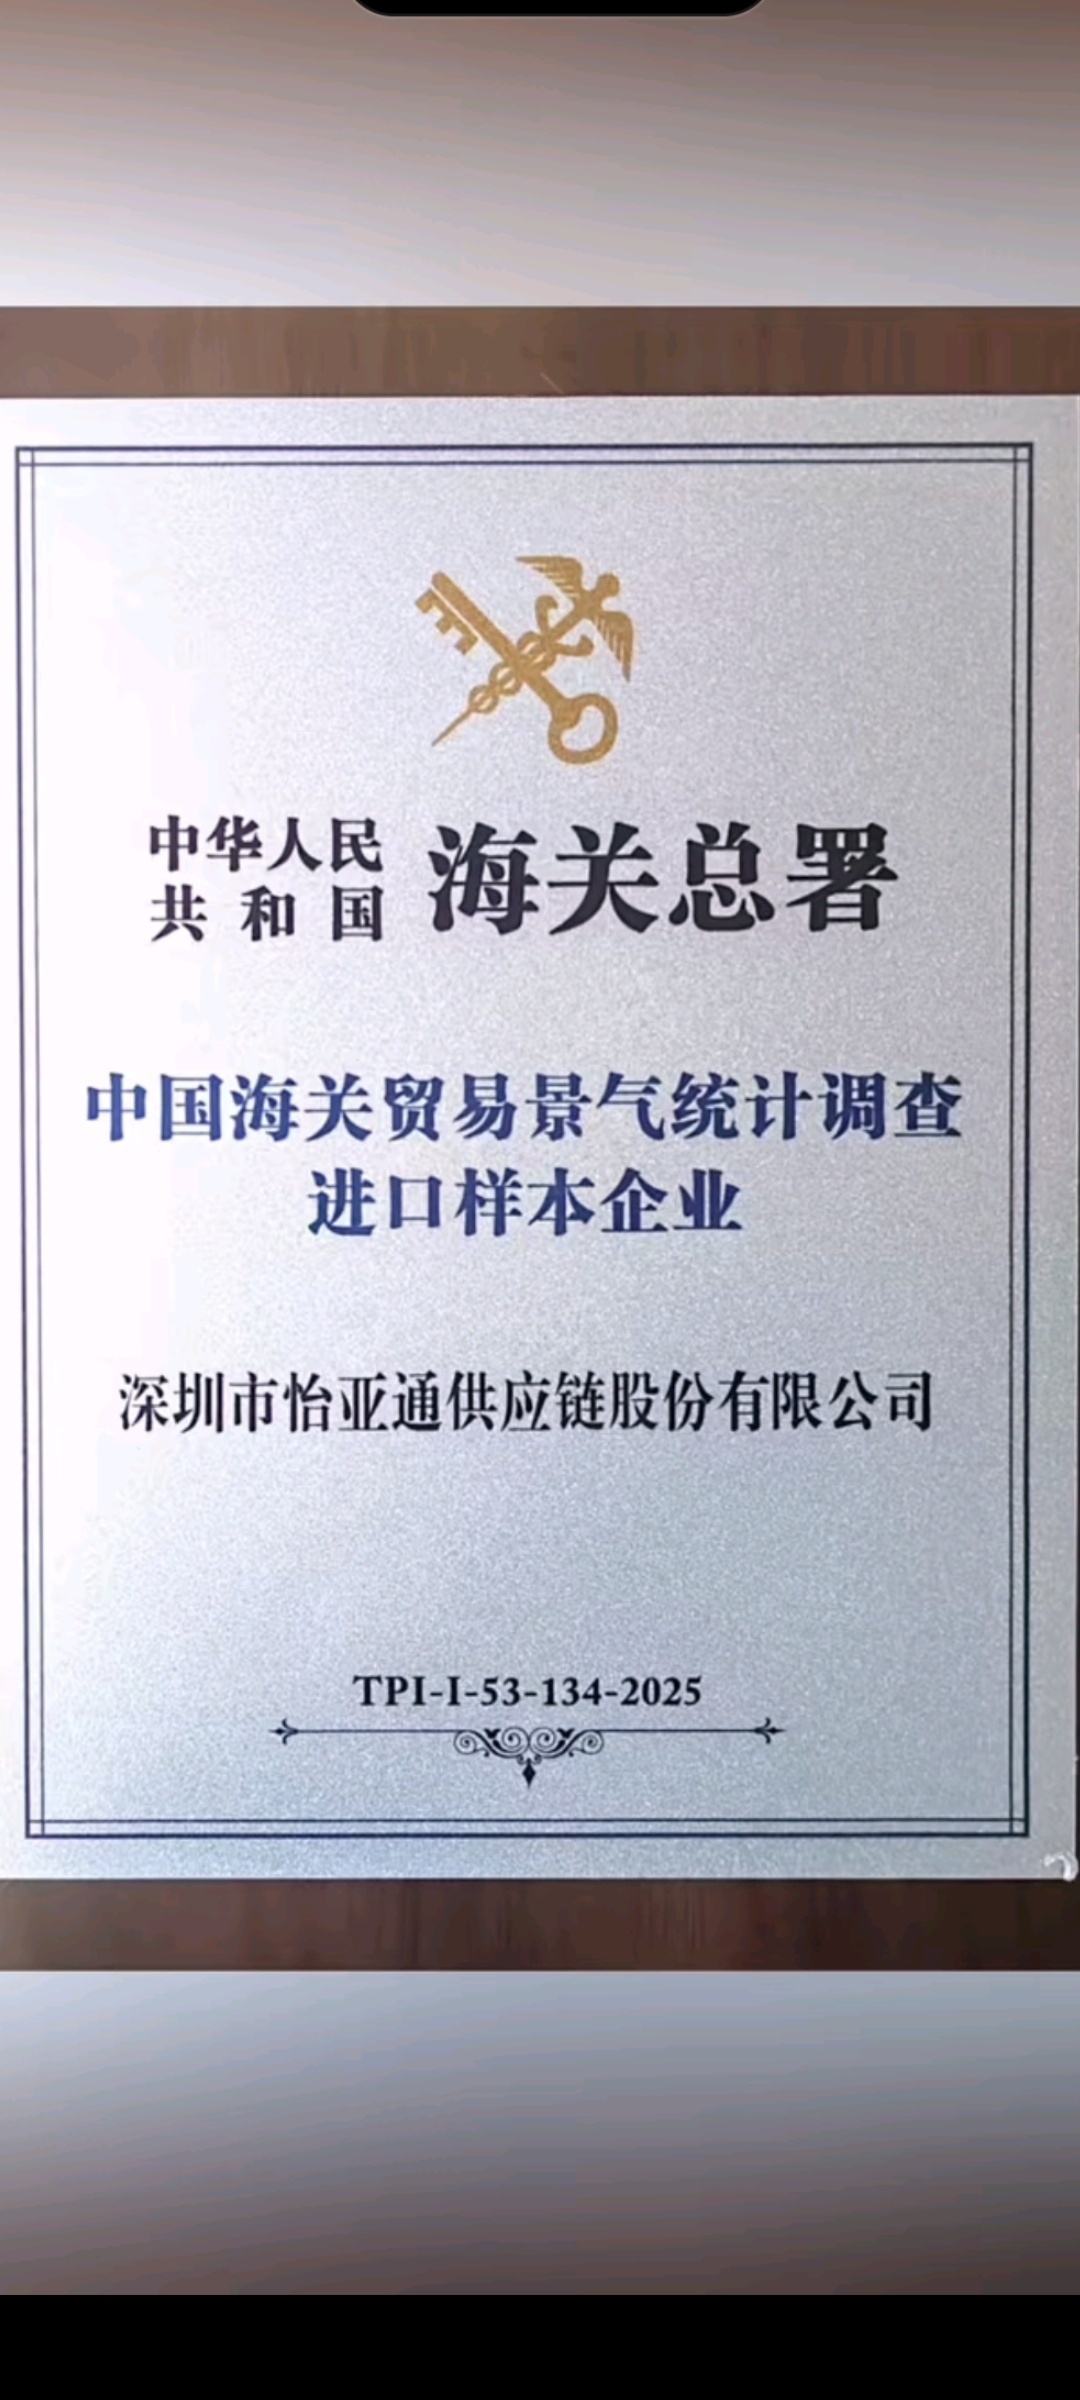 中华人民
共和国
海关总署
中国海关贸易景气统计调查
进口样本企业
深圳市怡亚通供应链股份有限公司
TPI-I-53-134-2025